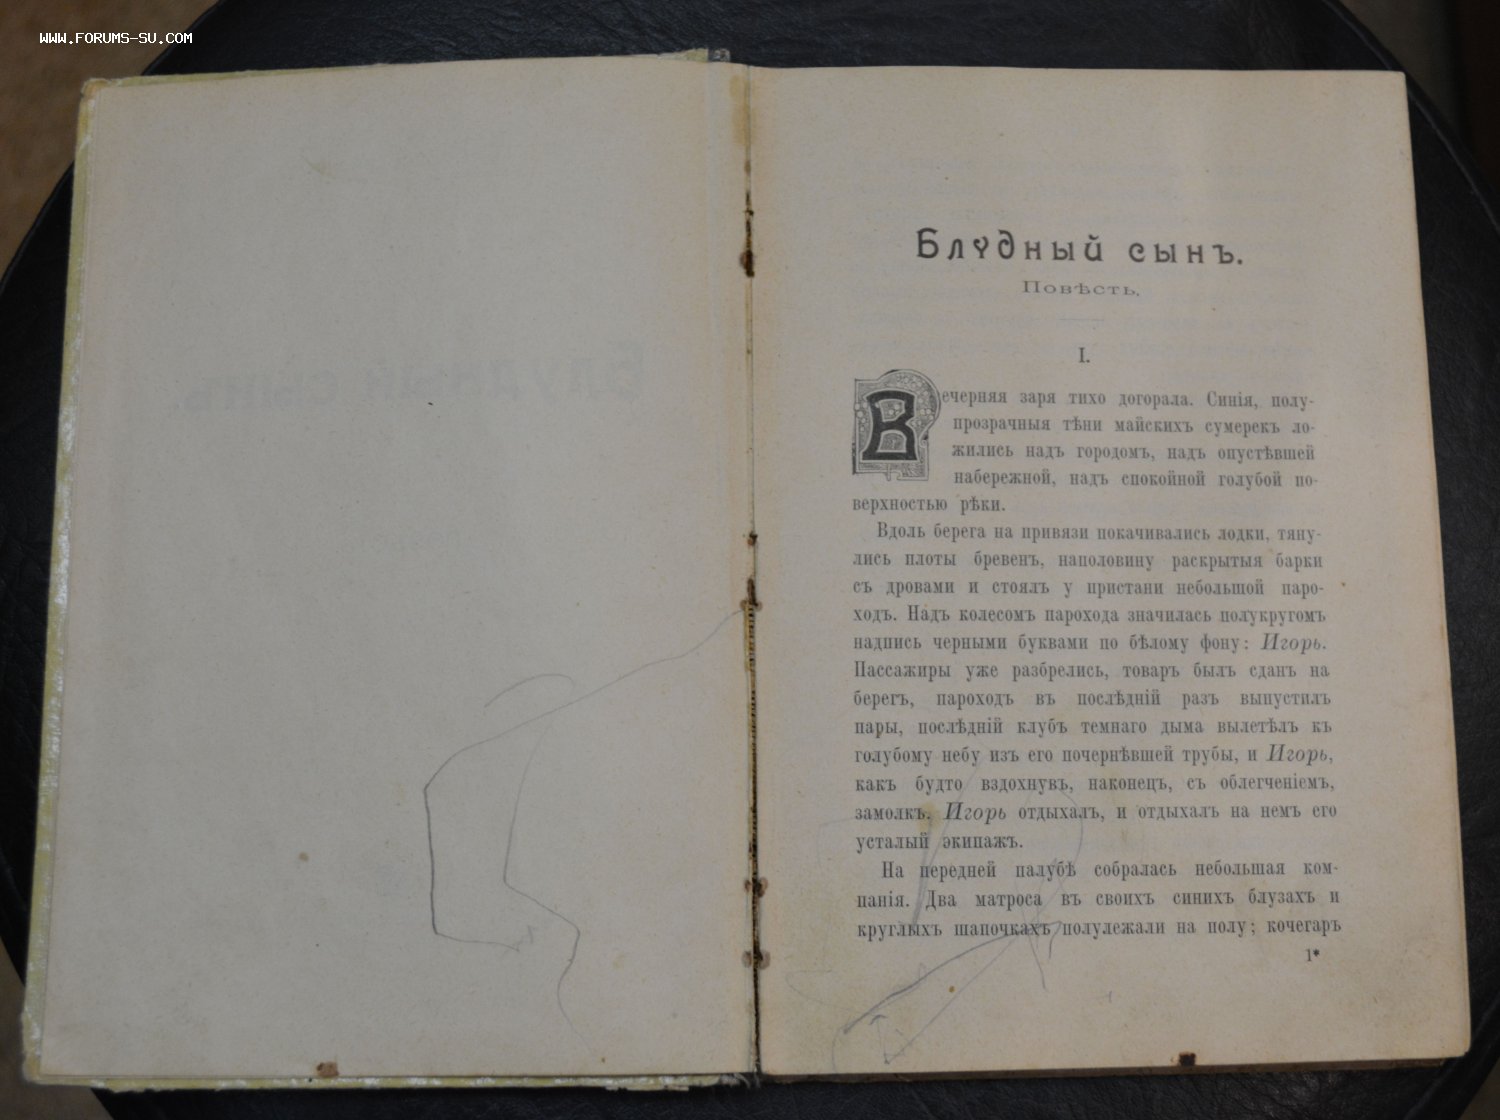 WWW.FORUMS-SU.COM
Блудный сынъ.
Повѣсть.
I.
Вечерняя заря тихо догорала. Синія, полу-
прозрачныя тѣни майскихъ сумерекъ ло-
жились надъ городомъ, надъ опустѣвшей
набережной, надъ спокойной голубой по-
верхностью рѣки.
Вдоль берега на привязи покачивались лодки, тяну-
лись плоты бревенъ, наполовину раскрытыя барки
съ дровами и стоялъ у пристани небольшой паро-
ходъ. Надъ колесомъ парохода значилась полукругомъ
надпись черными буквами по бѣлому фону: Игорь.
Пассажиры уже разбрелись, товаръ былъ сданъ на
берегъ, пароходъ въ послѣдній разъ выпустилъ
пары, послѣдній клубъ темнаго дыма вылетѣлъ къ
голубому небу изъ его почернѣвшей трубы, и Игорь,
какъ будто вздохнувъ, наконецъ, съ облегченіемъ,
замолкъ. Игорь отдыхалъ, и отдыхалъ на немъ его
усталый экипажъ.
На передней палубѣ собралась небольшая ком-
панія. Два матроса въ своихъ синихъ блузахъ и
круглыхъ шапочкахъ полулежали на полу; кочегаръ
1*